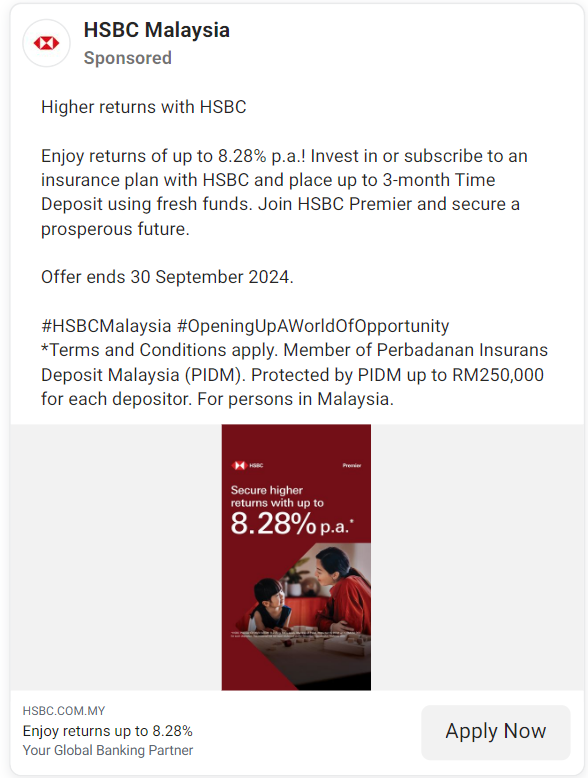 HSBC Malaysia
Sponsored
Higher returns with HSBC
Enjoy returns of up to 8.28% p.a.! Invest in or subscribe to an
insurance plan with HSBC and place up to 3-month Time
Deposit using fresh funds. Join HSBC Premier and secure a
prosperous future.
Offer ends 30 September 2024.
#HSBCMalaysia #OpeningUpAWorldOfOpportunity
*Terms and Conditions apply. Member of Perbadanan Insurans
Deposit Malaysia (PIDM). Protected by PIDM up to RM250,000
for each depositor. For persons in Malaysia.
HSBC Premier
Secure higher
returns with up to
8.28% p.a.*
HSBC.COM.MY
Enjoy returns up to 8.28%
Your Global Banking Partner
Apply Now